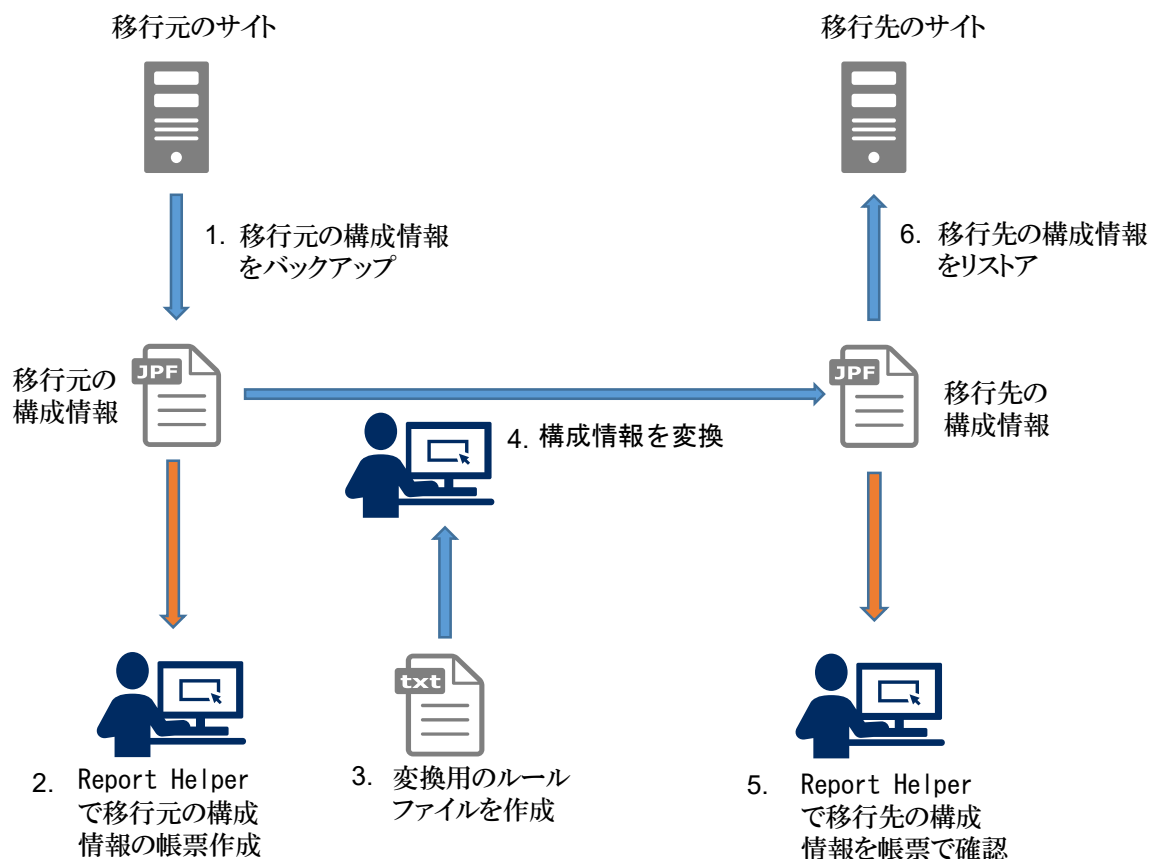 移行元のサイト
移行先のサイト
1. 移行元の構成情報
をバックアップ
6. 移行先の構成情報
をリストア
JPF
移行元の
構成情報
JPF
移行先の
構成情報
4. 構成情報を変換
txt
2. Report Helper
で移行元の構成
情報の帳票作成
3. 変換用のルール
ファイルを作成
5. Report Helper
で移行先の構成
情報を帳票で確認